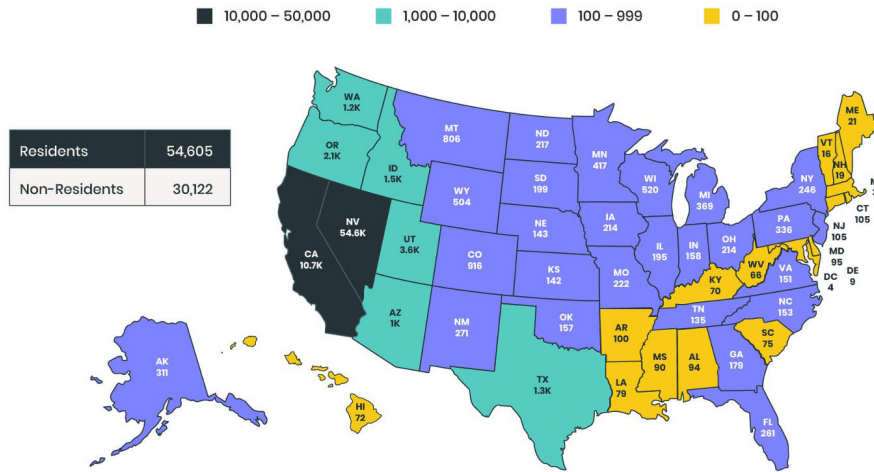 10,000 – 50,000
1,000 – 10,000
100 – 999
0 – 100
Residents 54,605
Non-Residents 30,122
WA
1.2K
OR
2.1K
ID
1.5K
MT
806
ND
217
MN
417
WI
520
MI
369
NY
246
VT
16
NH
19
ME
21
CT
105
NJ
105
MD
95
DE
9
DC
4
PA
336
SD
199
WY
504
NE
143
IA
214
IL
195
IN
158
OH
214
WV
66
VA
151
KY
70
NV
54.6K
CA
10.7K
UT
3.6K
CO
916
KS
142
MO
222
TN
135
NC
153
SC
75
AZ
1K
NM
271
OK
157
AR
100
MS
90
AL
94
GA
179
LA
79
TX
1.3K
FL
261
AK
311
HI
72